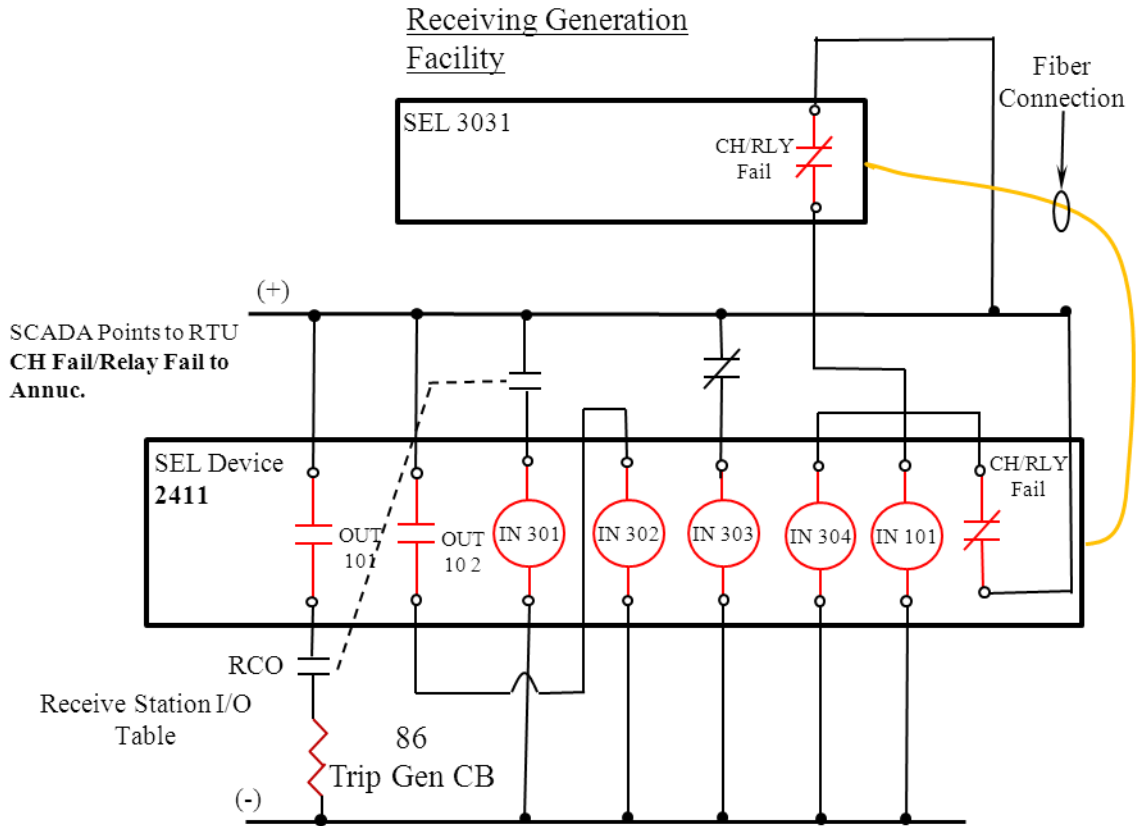 Receiving Generation
Facility
Fiber
Connection
SEL 3031
CH/RLY
Fail
(+)
SCADA Points to RTU
CH Fail/Relay Fail to
Annuc.
SEL Device
2411
CH/RLY
Fail
OUT
101
OUT
10 2
IN 301
IN 302
IN 303
IN 304
IN 101
RCO
Receive Station I/O
Table
86
Trip Gen CB
(-)